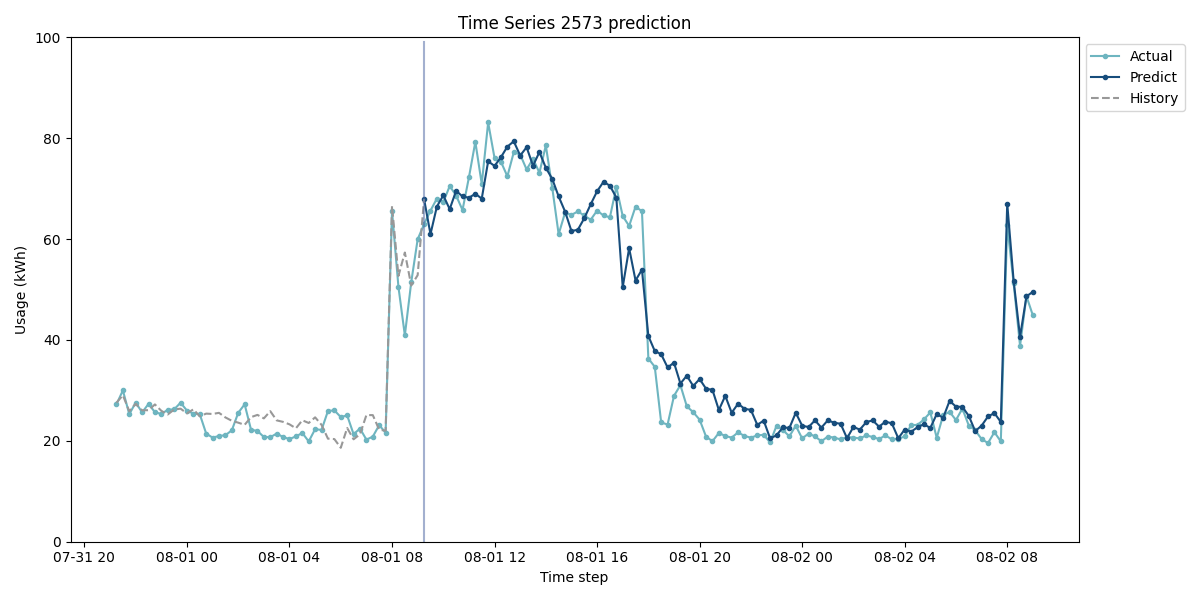 Time Series 2573 prediction
100
80
60
40
20
0
Usage (kWh)
07-31 20
08-01 00
08-01 04
08-01 08
08-01 12
08-01 16
08-01 20
08-02 00
08-02 04
08-02 08
Time step
Actual
Predict
History